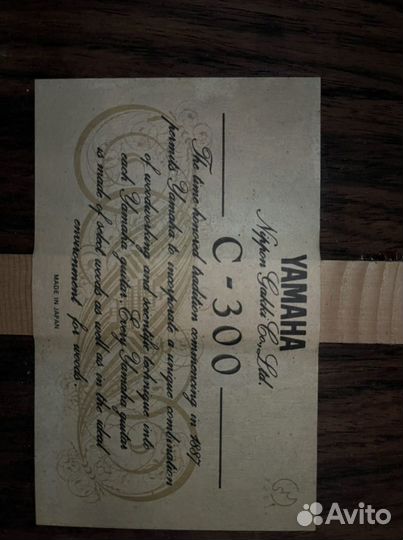 YAMAHA
Nippon Gakki Co., Ltd.
C-300
The time honored tradition commencing in 1887
permits Yamaha to incorporate a unique combination
of woodworking and scientific technique into
each Yamaha guitar. Every Yamaha guitar
is made of select woods as well as in the ideal
environment for woods.
MADE IN JAPAN
Avito